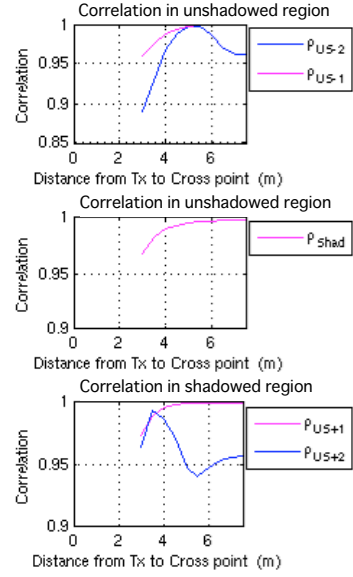 Correlation in unshadowed region
1
0.95
0.9
0.85
0 2 4 6
Correlation
Distance from Tx to Cross point (m)
ρUS-2
ρUS-1
Correlation in unshadowed region
1
0.95
0.9
0 2 4 6
Correlation
Distance from Tx to Cross point (m)
ρShad
Correlation in shadowed region
1
0.95
0.9
0 2 4 6
Correlation
Distance from Tx to Cross point (m)
ρUS+1
ρUS+2